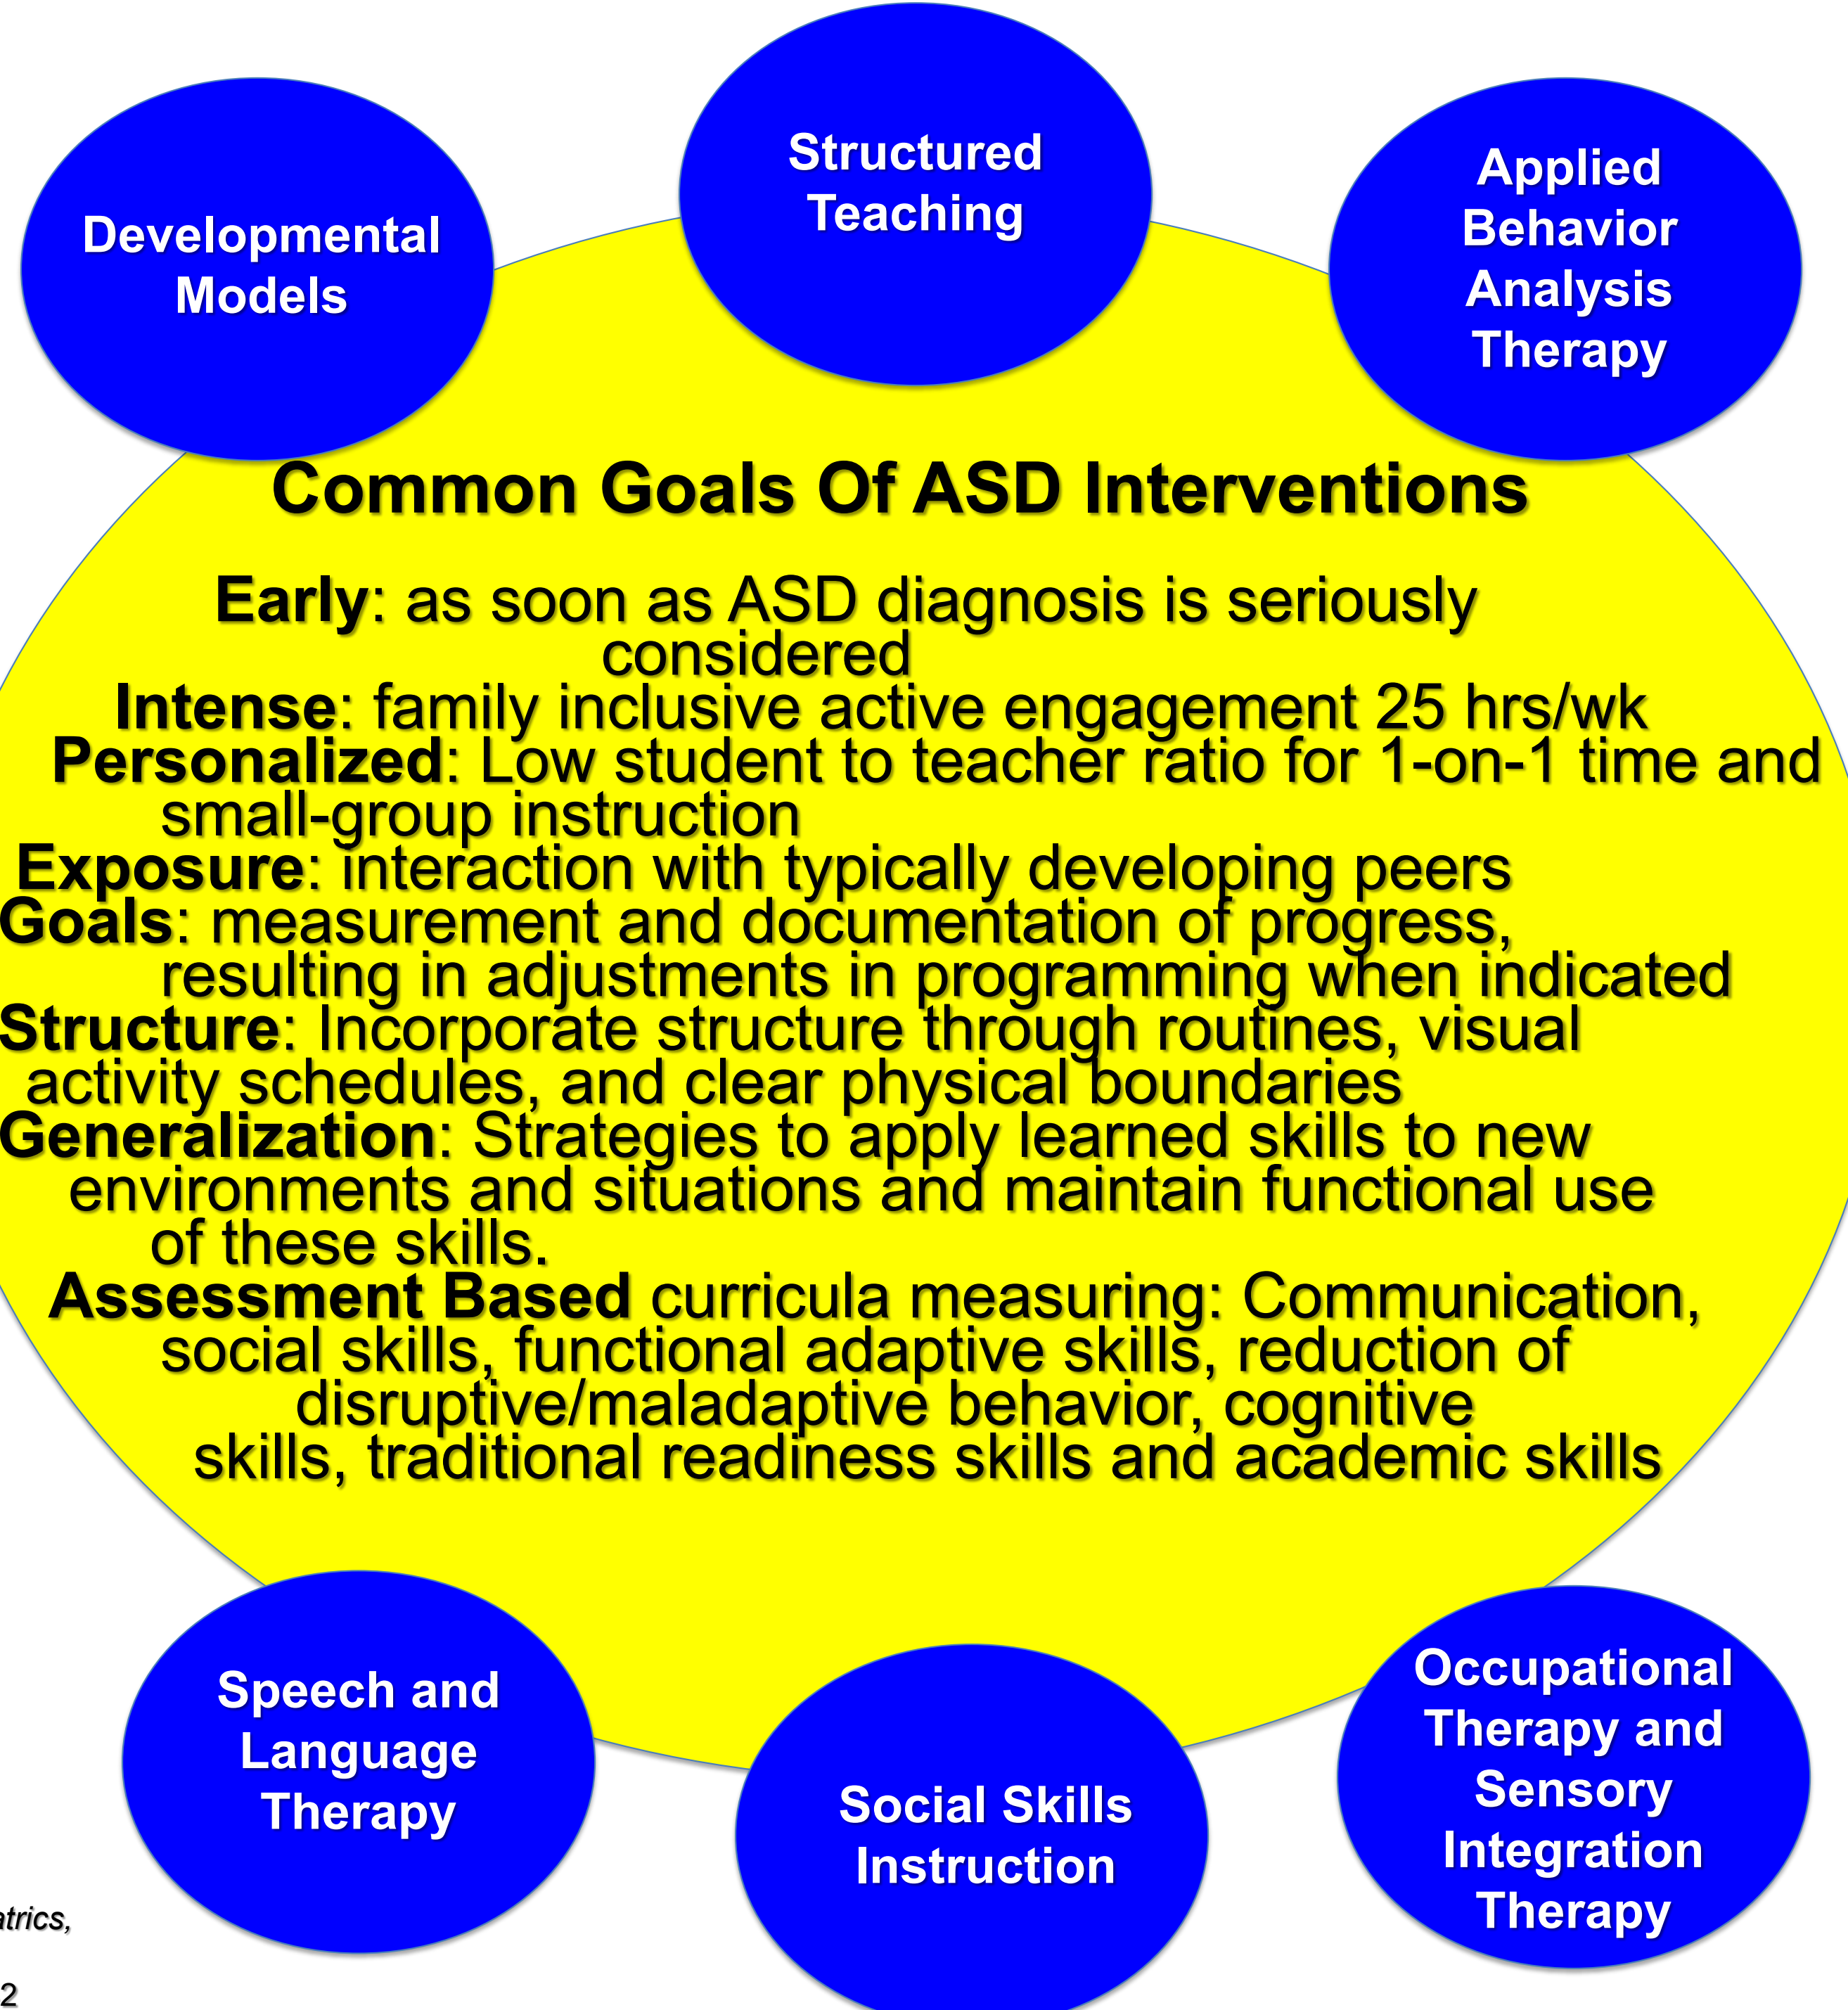 Structured
Teaching
Developmental
Models
Applied
Behavior
Analysis
Therapy
Common Goals Of ASD Interventions
Early: as soon as ASD diagnosis is seriously
considered
Intense: family inclusive active engagement 25 hrs/wk
Personalized: Low student to teacher ratio for 1-on-1 time and
small-group instruction
Exposure: interaction with typically developing peers
Goals: measurement and documentation of progress,
resulting in adjustments in programming when indicated
Structure: Incorporate structure through routines, visual
activity schedules, and clear physical boundaries
Generalization: Strategies to apply learned skills to new
environments and situations and maintain functional use
of these skills.
Assessment Based curricula measuring: Communication,
social skills, functional adaptive skills, reduction of
disruptive/maladaptive behavior, cognitive
skills, traditional readiness skills and academic skills
Speech and
Language
Therapy
Social Skills
Instruction
Occupational
Therapy and
Sensory
Integration
Therapy
atrics,
2